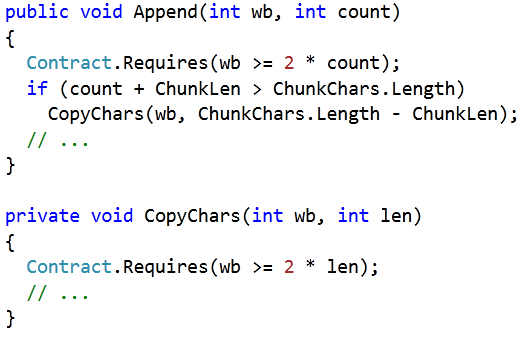 public void Append(int wb, int count)
{
  Contract.Requires(wb >= 2 * count);
  if (count + ChunkLen > ChunkChars.Length)
    CopyChars(wb, ChunkChars.Length - ChunkLen);
  // ...
}

private void CopyChars(int wb, int len)
{
  Contract.Requires(wb >= 2 * len);
  // ...
}